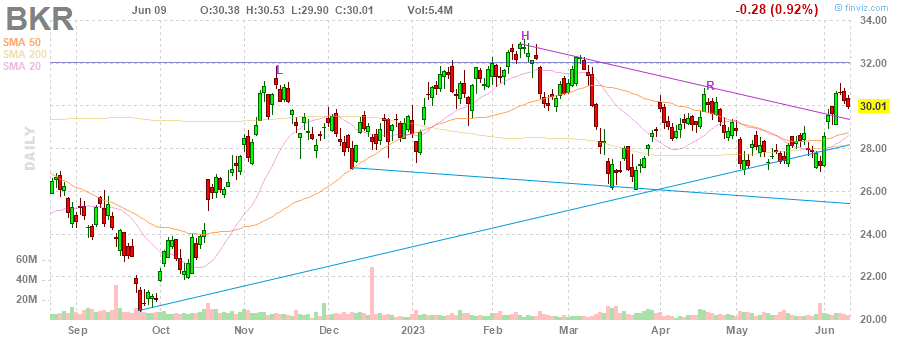 BKR
Jun 09 O:30.38 H:30.53 L:29.90 C:30.01 Vol:5.4M -0.28 (0.92%)
© finviz.com
SMA 50
SMA 200
SMA 20
DAILY
L
H
R
34.00
32.00
30.01
28.00
26.00
24.00
22.00
20.00
60M
40M
20M
Sep Oct Nov Dec 2023 Feb Mar Apr May Jun